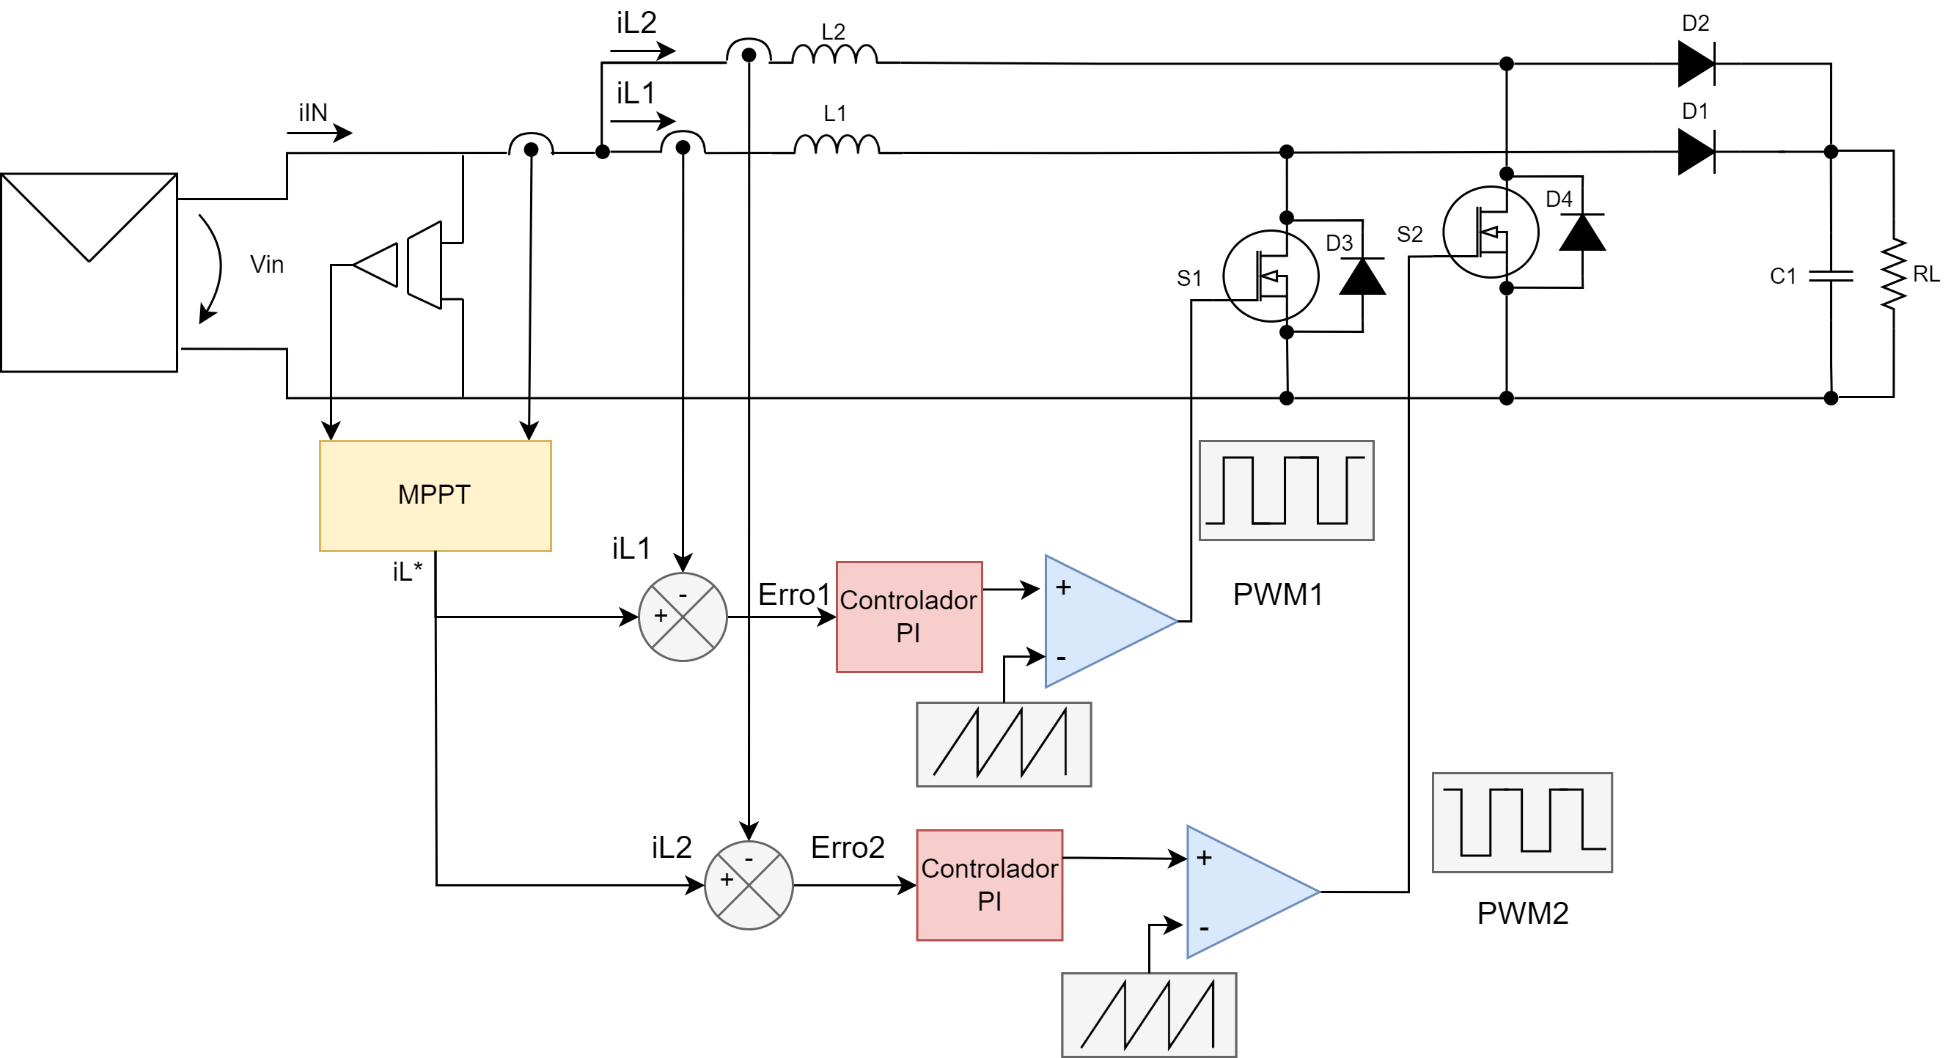 iL2
L2
D2
iL1
L1
D1
iIN
Vin
D4
S2
D3
S1
C1
RL
MPPT
iL*
iL1
-
+
Erro1
Controlador
PI
+
-
PWM1
iL2
-
+
Erro2
Controlador
PI
+
-
PWM2